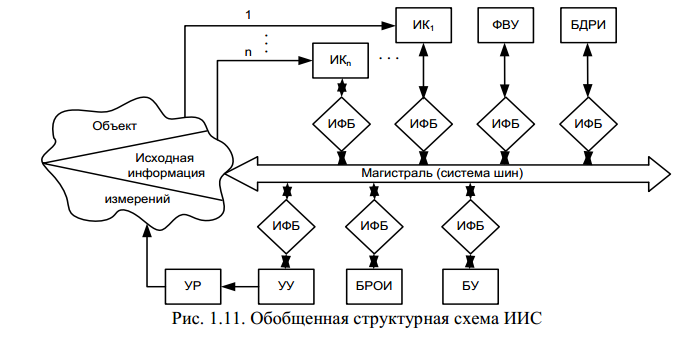 1
ИК₁
ФВУ
БДРИ
n
ИКn
. . .
ИФБ
ИФБ
ИФБ
ИФБ
Объект
Исходная
информация
измерений
Магистраль (система шин)
ИФБ
ИФБ
ИФБ
УР
УУ
БРОИ
БУ
Рис. 1.11. Обобщенная структурная схема ИИС